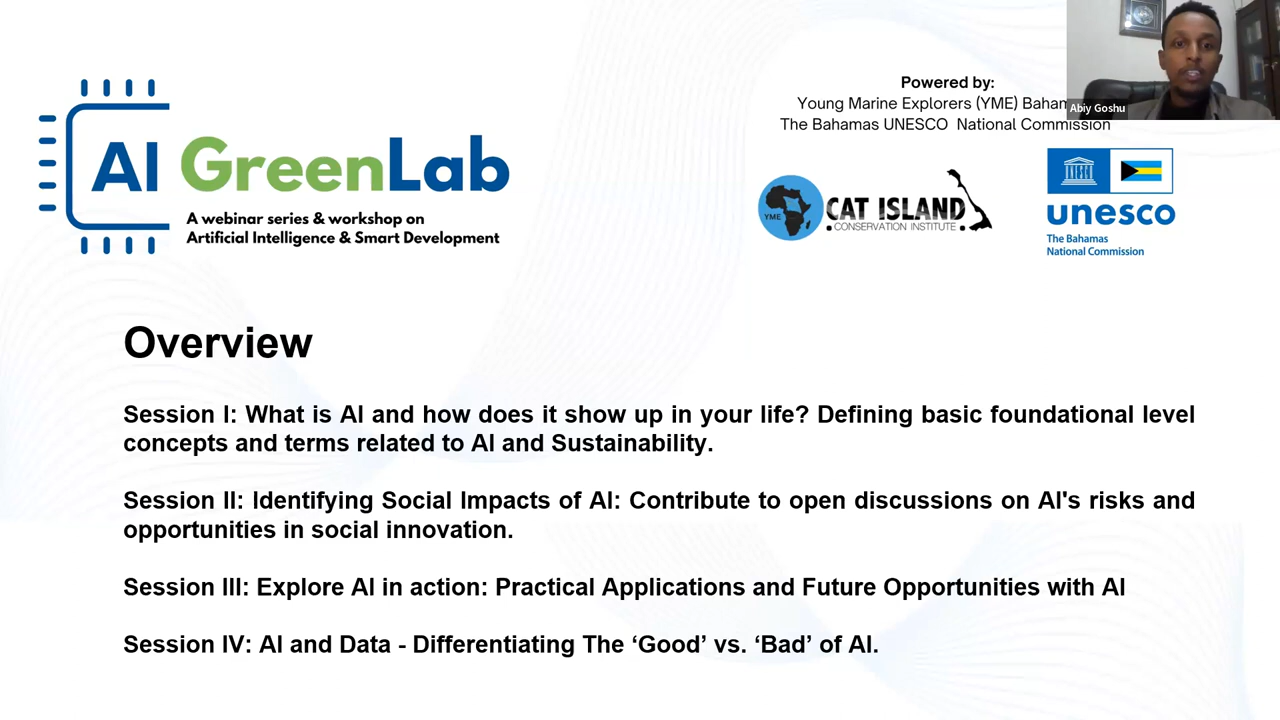 AI GreenLab
A webinar series & workshop on
Artificial Intelligence & Smart Development
Powered by:
Young Marine Explorers (YME)
The Bahamas UNESCO National Commission
Abiy Goshu
YME
CAT ISLAND
CONSERVATION INSTITUTE
unesco
The Bahamas
National Commission
Overview
Session I: What is AI and how does it show up in your life? Defining basic foundational level
concepts and terms related to AI and Sustainability.
Session II: Identifying Social Impacts of AI: Contribute to open discussions on AI's risks and
opportunities in social innovation.
Session III: Explore AI in action: Practical Applications and Future Opportunities with AI
Session IV: AI and Data - Differentiating The ‘Good’ vs. ‘Bad’ of AI.